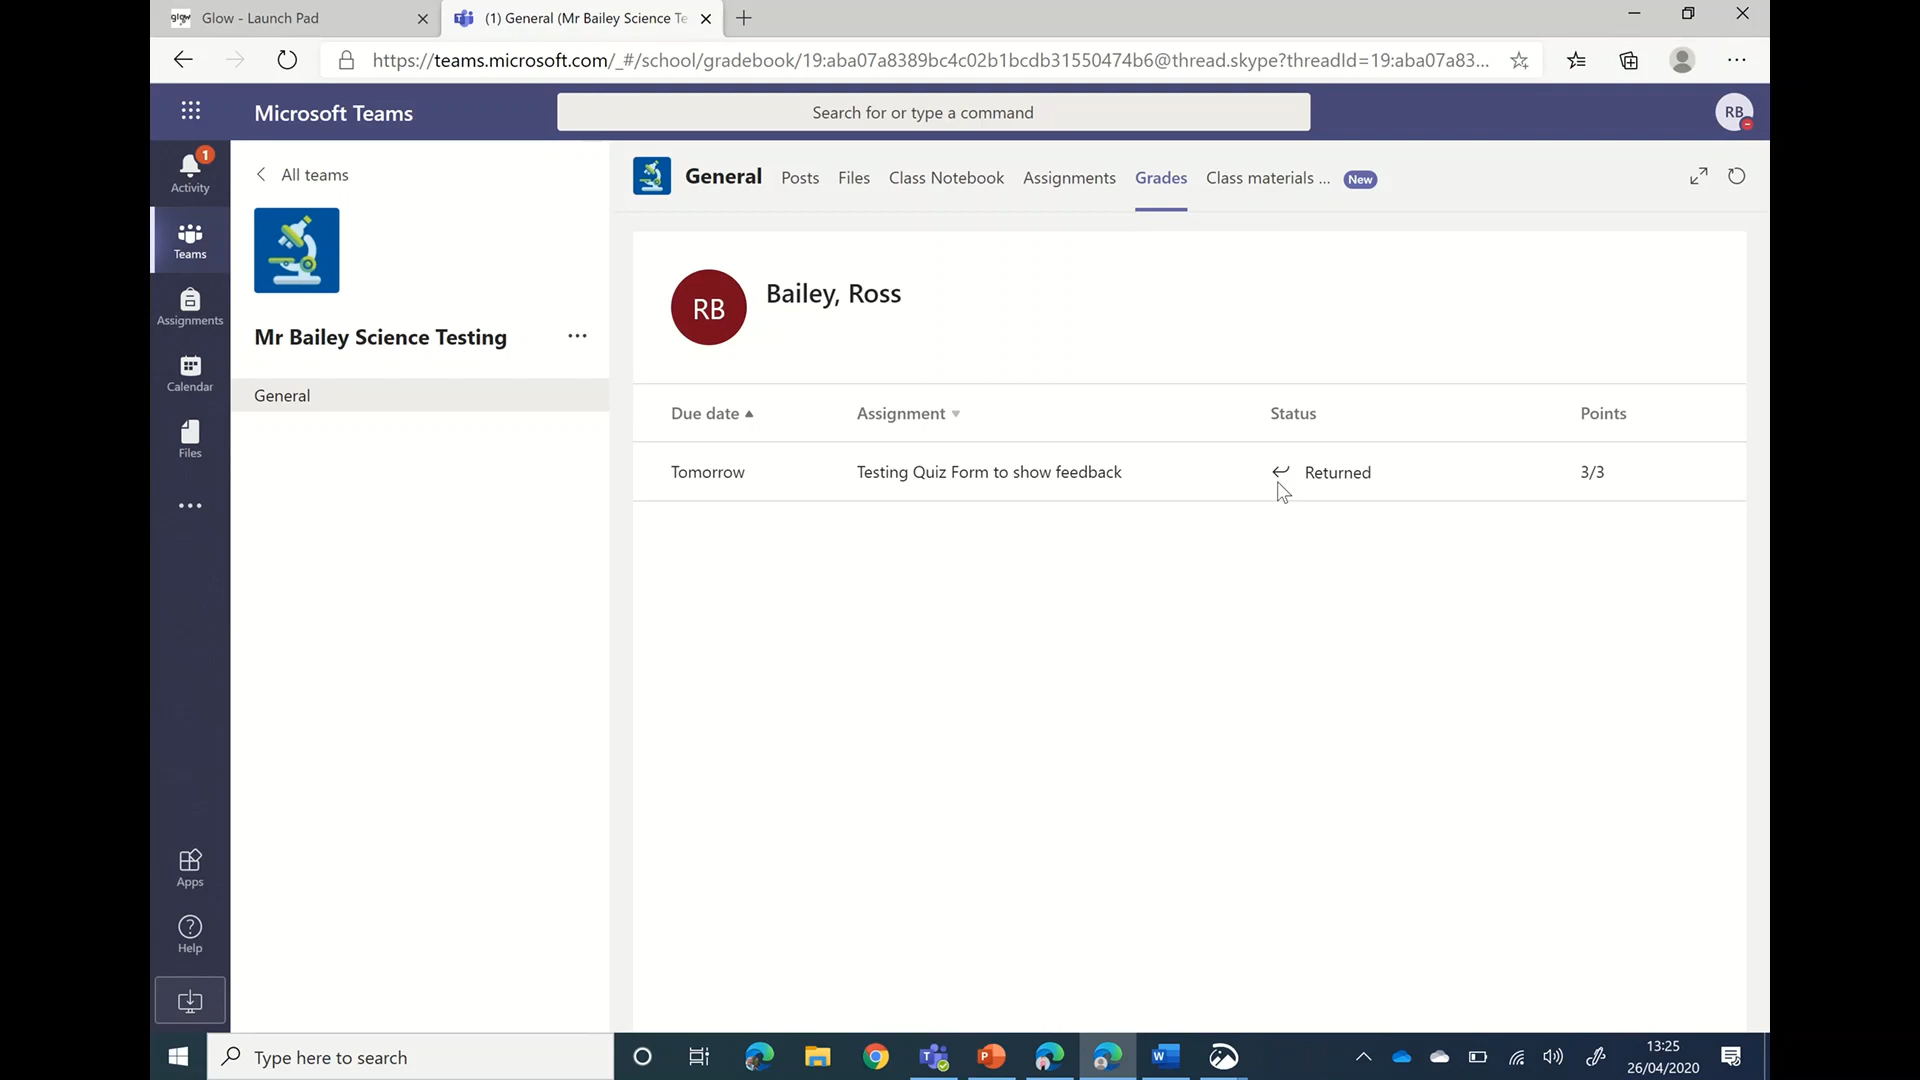 glow Glow - Launch Pad
(1) General (Mr Bailey Science Te
https://teams.microsoft.com/_#/school/gradebook/19:aba07a8389bc4c02b1bcdb31550474b6@thread.skype?threadId=19:aba07a83...
Microsoft Teams
Search for or type a command
RB
1
Activity
Teams
Assignments
Calendar
Files
Apps
Help
All teams
Mr Bailey Science Testing
General
General Posts Files Class Notebook Assignments Grades Class materials ... New
RB Bailey, Ross
Due date Assignment Status Points
Tomorrow Testing Quiz Form to show feedback Returned 3/3
Type here to search
13:25
26/04/2020